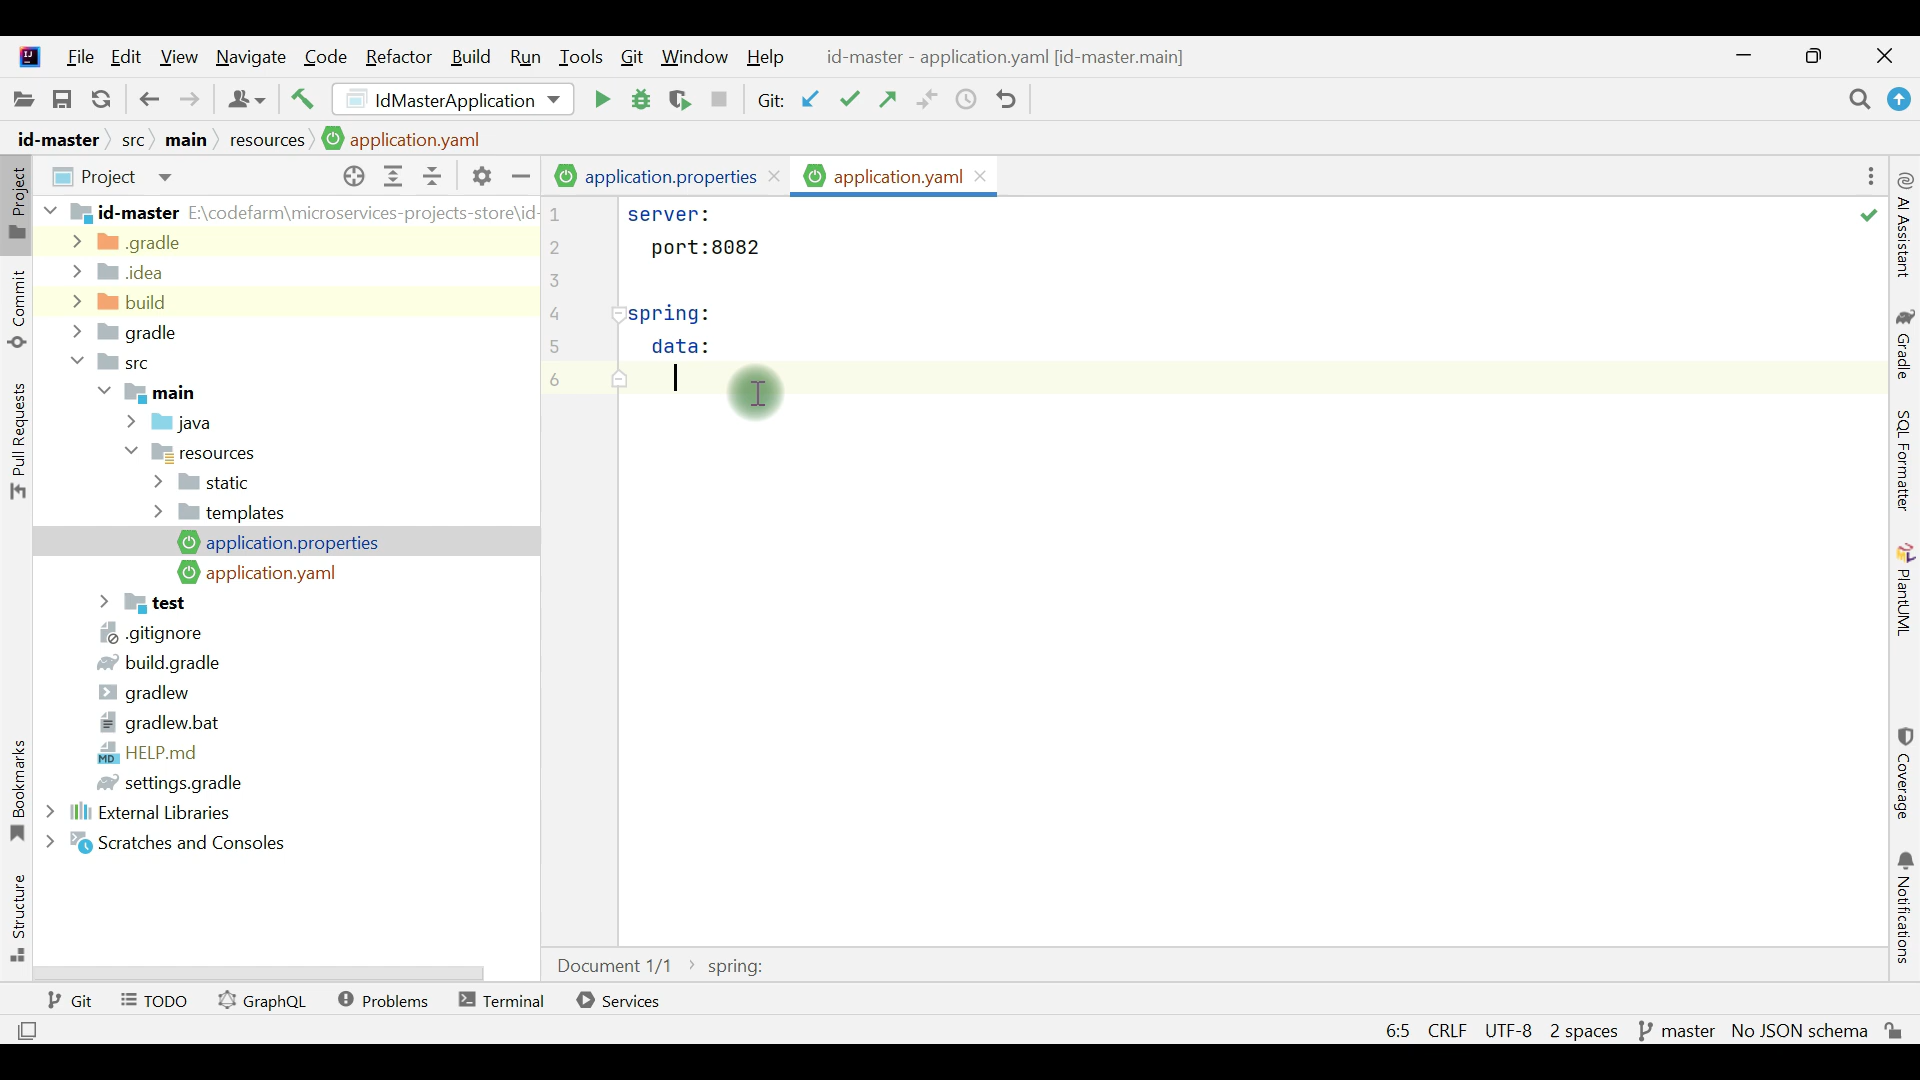 File Edit View Navigate Code Refactor Build Run Tools Git Window Help id-master - application.yaml [id-master.main]
IdMasterApplication Git:
id-master src main resources application.yaml
Project
application.properties application.yaml
id-master E:\codefarm\microservices-projects-store\id-
.gradle
.idea
build
gradle
src
main
java
resources
static
templates
application.properties
application.yaml
test
.gitignore
build.gradle
gradlew
gradlew.bat
HELP.md
settings.gradle
External Libraries
Scratches and Consoles
1 server:
2 port:8082
3
4 spring:
5 data:
6
Document 1/1 spring:
Project
Commit
Pull Requests
Bookmarks
Structure
AI Assistant
Gradle
SQL Formatter
PlantUML
Coverage
Notifications
Git TODO GraphQL Problems Terminal Services
6:5 CRLF UTF-8 2 spaces master No JSON schema